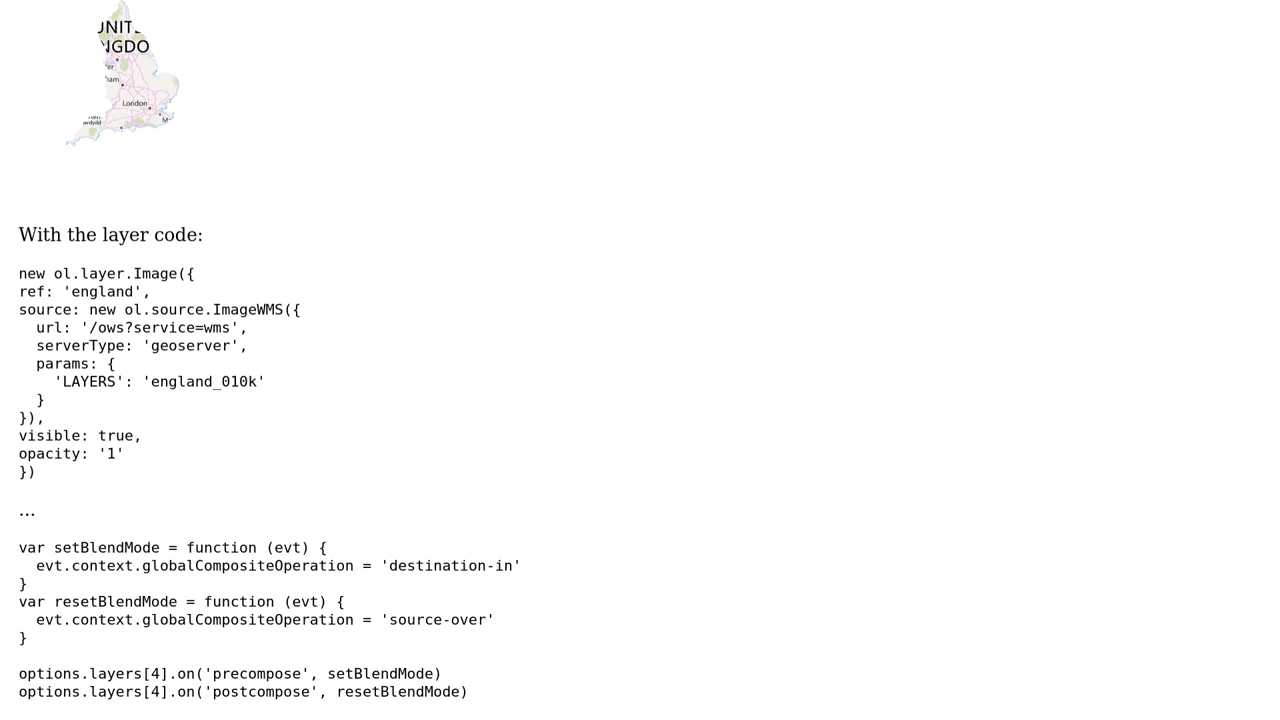 London
With the layer code:
new ol.layer.Image({
ref: 'england',
source: new ol.source.ImageWMS({
  url: '/ows?service=wms',
  serverType: 'geoserver',
  params: {
    'LAYERS': 'england_010k'
  }
}),
visible: true,
opacity: '1'
})
...
var setBlendMode = function (evt) {
  evt.context.globalCompositeOperation = 'destination-in'
}
var resetBlendMode = function (evt) {
  evt.context.globalCompositeOperation = 'source-over'
}
options.layers[4].on('precompose', setBlendMode)
options.layers[4].on('postcompose', resetBlendMode)